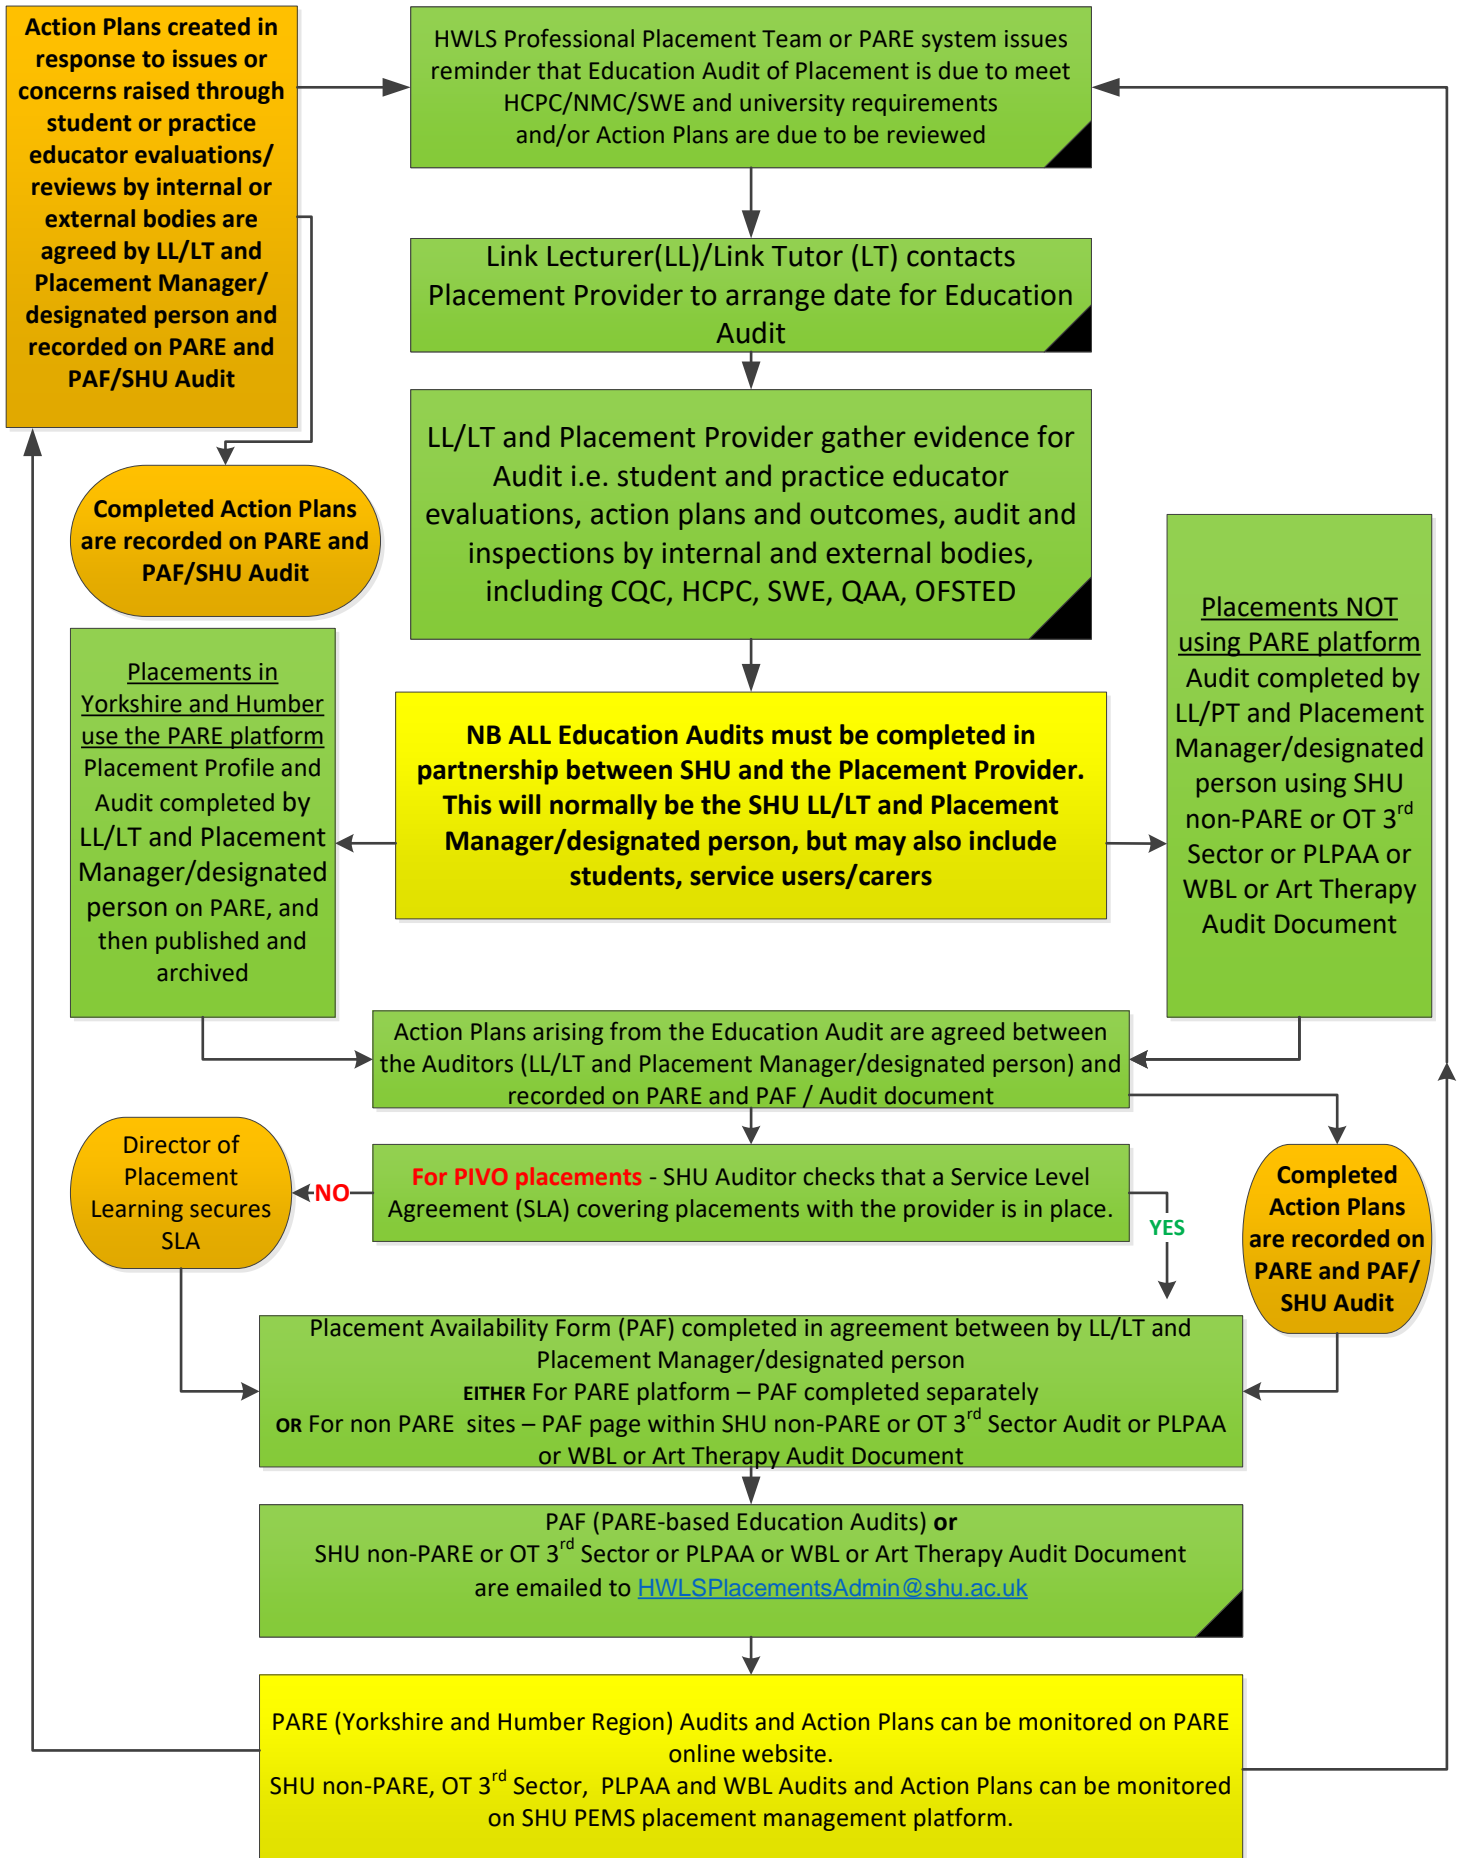 Action Plans created in
response to issues or
concerns raised through
student or practice
educator evaluations/
reviews by internal or
external bodies are
agreed by LL/LT and
Placement Manager/
designated person and
recorded on PARE and
PAF/SHU Audit
HWLS Professional Placement Team or PARE system issues
reminder that Education Audit of Placement is due to meet
HCPC/NMC/SWE and university requirements
and/or Action Plans are due to be reviewed
Link Lecturer(LL)/Link Tutor (LT) contacts
Placement Provider to arrange date for Education
Audit
LL/LT and Placement Provider gather evidence for
Audit i.e. student and practice educator
evaluations, action plans and outcomes, audit and
inspections by internal and external bodies,
including CQC, HCPC, SWE, QAA, OFSTED
Completed Action Plans
are recorded on PARE and
PAF/SHU Audit
Placements in
Yorkshire and Humber
use the PARE platform
Placement Profile and
Audit completed by
LL/LT and Placement
Manager/designated
person on PARE, and
then published and
archived
NB ALL Education Audits must be completed in
partnership between SHU and the Placement Provider.
This will normally be the SHU LL/LT and Placement
Manager/designated person, but may also include
students, service users/carers
Placements NOT
using PARE platform
Audit completed by
LL/PT and Placement
Manager/designated
person using SHU
non-PARE or OT 3rd
Sector or PLPAA or
WBL or Art Therapy
Audit Document
Action Plans arising from the Education Audit are agreed between
the Auditors (LL/LT and Placement Manager/designated person) and
recorded on PARE and PAF / Audit document
Director of
Placement
Learning secures
SLA
NO
For PIVO placements - SHU Auditor checks that a Service Level
Agreement (SLA) covering placements with the provider is in place.
YES
Completed
Action Plans
are recorded on
PARE and PAF/
SHU Audit
Placement Availability Form (PAF) completed in agreement between by LL/LT and
Placement Manager/designated person
EITHER For PARE platform – PAF completed separately
OR For non PARE sites – PAF page within SHU non-PARE or OT 3rd Sector Audit or PLPAA
or WBL or Art Therapy Audit Document
PAF (PARE-based Education Audits) or
SHU non-PARE or OT 3rd Sector or PLPAA or WBL or Art Therapy Audit Document
are emailed to HWLSPlacementsAdmin@shu.ac.uk
PARE (Yorkshire and Humber Region) Audits and Action Plans can be monitored on PARE
online website.
SHU non-PARE, OT 3rd Sector, PLPAA and WBL Audits and Action Plans can be monitored
on SHU PEMS placement management platform.